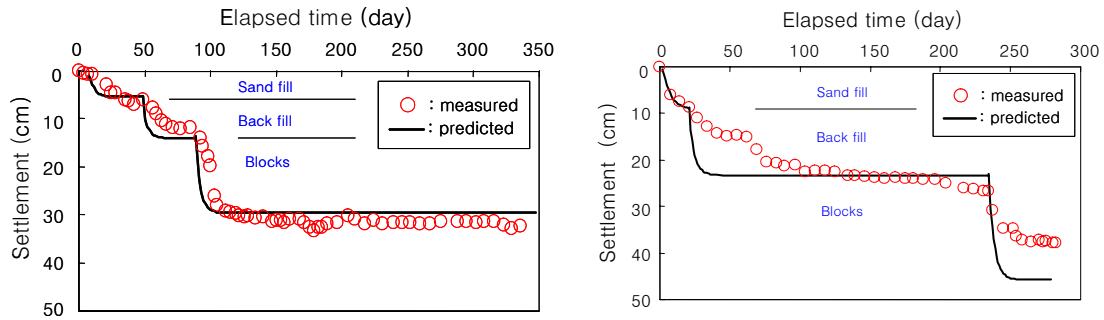 Elapsed time (day)
0 50 100 150 200 250 300 350
0
10
20
30
40
50
Settlement (cm)
Sand fill
Back fill
Blocks
: measured
: predicted
Elapsed time (day)
0 50 100 150 200 250 300
0
10
20
30
40
50
Settlement (cm)
Sand fill
Back fill
Blocks
: measured
: predicted